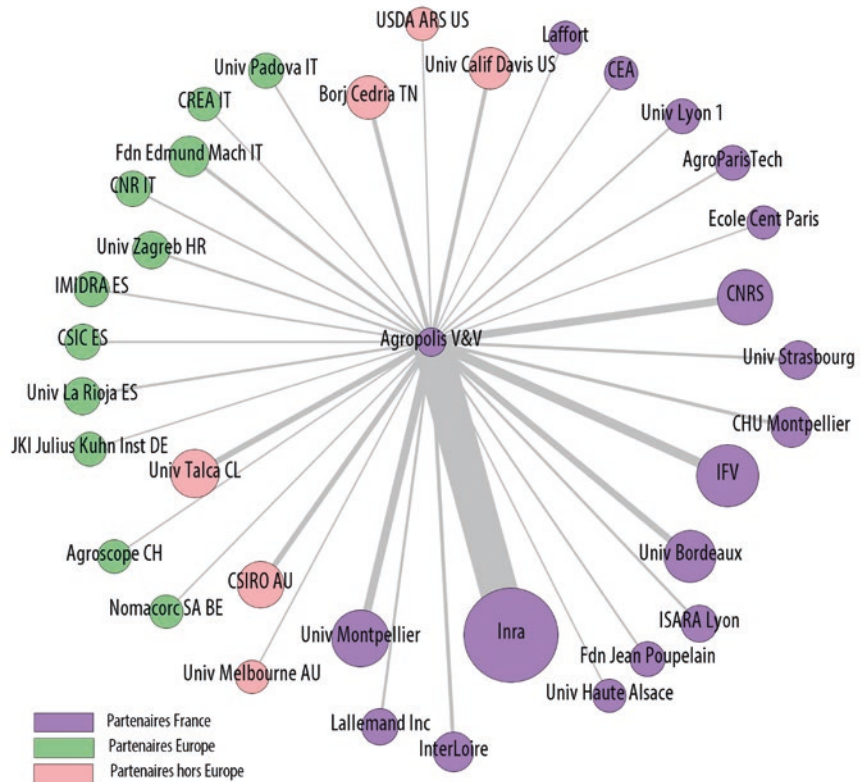 USDA ARS US
Laffort
Univ Padova IT
Univ Calif Davis US
CEA
CREA IT
Borj Cedria TN
Univ Lyon 1
Fdn Edmund Mach IT
AgroParisTech
CNR IT
Ecole Cent Paris
Univ Zagreb HR
IMIDRA ES
CNRS
CSIC ES
Agropolis V&V
Univ Strasbourg
Univ La Rioja ES
CHU Montpellier
JKI Julius Kuhn Inst DE
Univ Talca CL
IFV
Agroscope CH
Univ Bordeaux
CSIRO AU
Nomacorc SA BE
ISARA Lyon
Univ Montpellier
Inra
Fdn Jean Poupelain
Univ Melbourne AU
Univ Haute Alsace
Lallemand Inc
InterLoire
Partenaires France
Partenaires Europe
Partenaires hors Europe